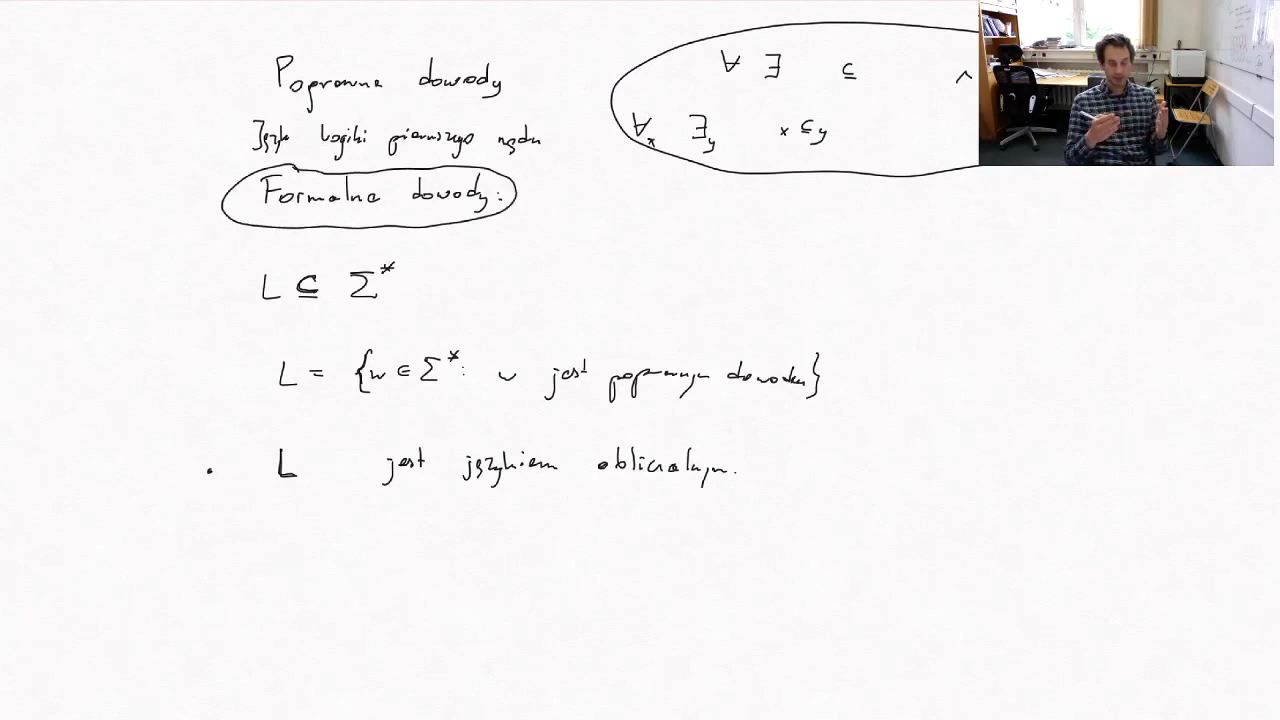 Poprawne dowody
Język logiki pierwszego rzędu
Formalne dowody:
∀ ∃ ⊆ ^
∀x ∃y x ⊆ y
L ⊆ Σ*
L = {w ∈ Σ*: w jest poprawnym dowodem}
• L jest językiem obliczalnym.